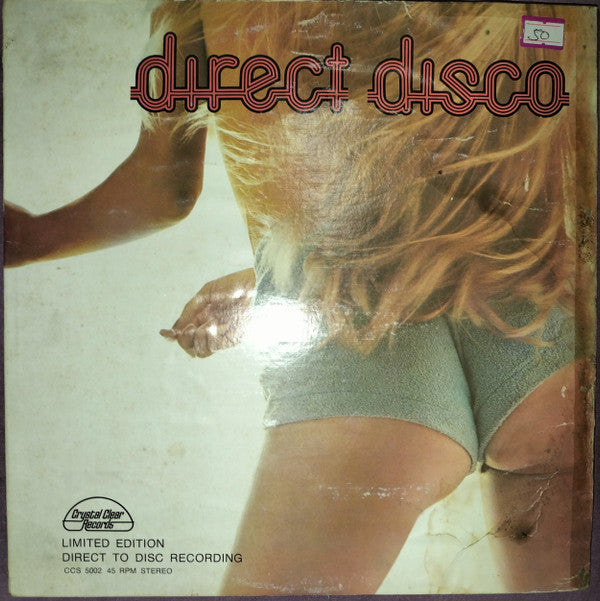 .50
direct disco
Crystal Clear
Records
LIMITED EDITION
DIRECT TO DISC RECORDING
CCS 5002 45 RPM STEREO